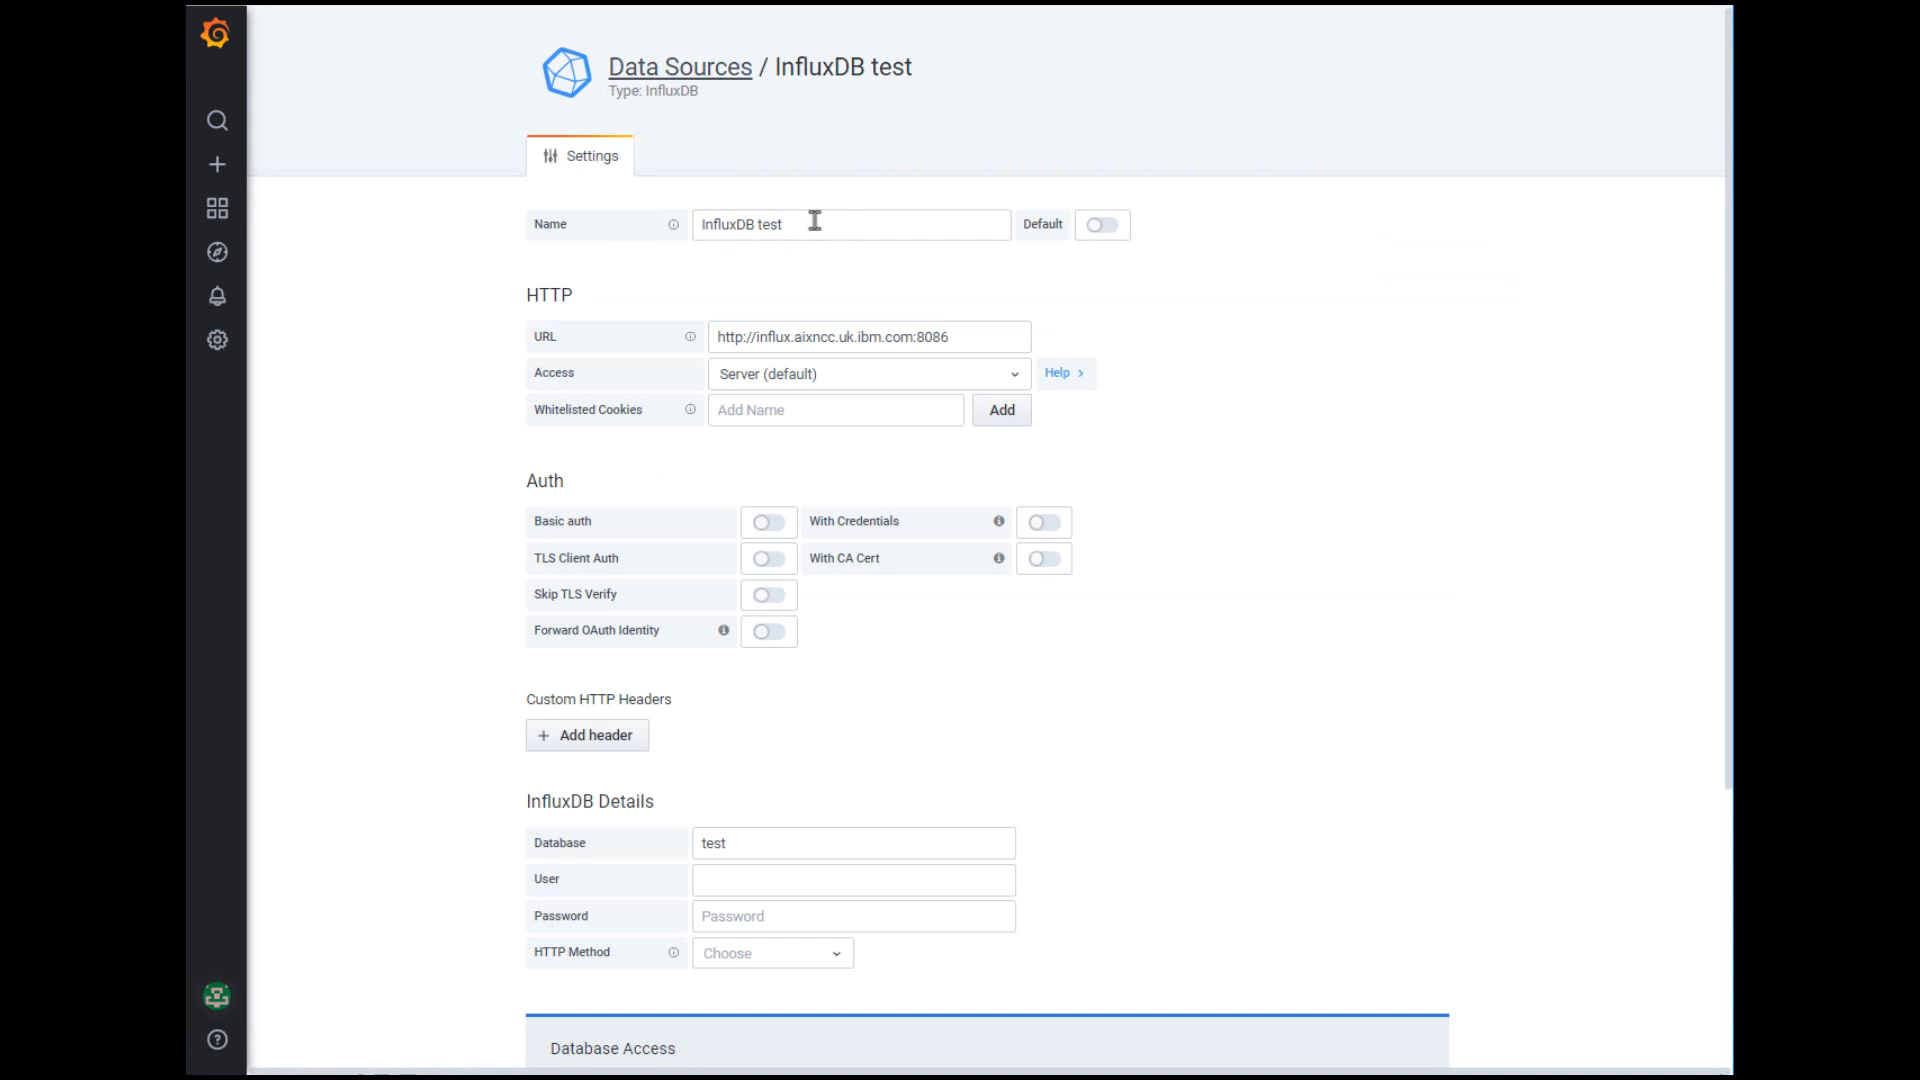 Data Sources / InfluxDB test
Type: InfluxDB
Settings
Name InfluxDB test Default
HTTP
URL http://influx.aixncc.uk.ibm.com:8086
Access Server (default) Help >
Whitelisted Cookies Add Name Add
Auth
Basic auth With Credentials
TLS Client Auth With CA Cert
Skip TLS Verify
Forward OAuth Identity
Custom HTTP Headers
+ Add header
InfluxDB Details
Database test
User
Password Password
HTTP Method Choose
Database Access